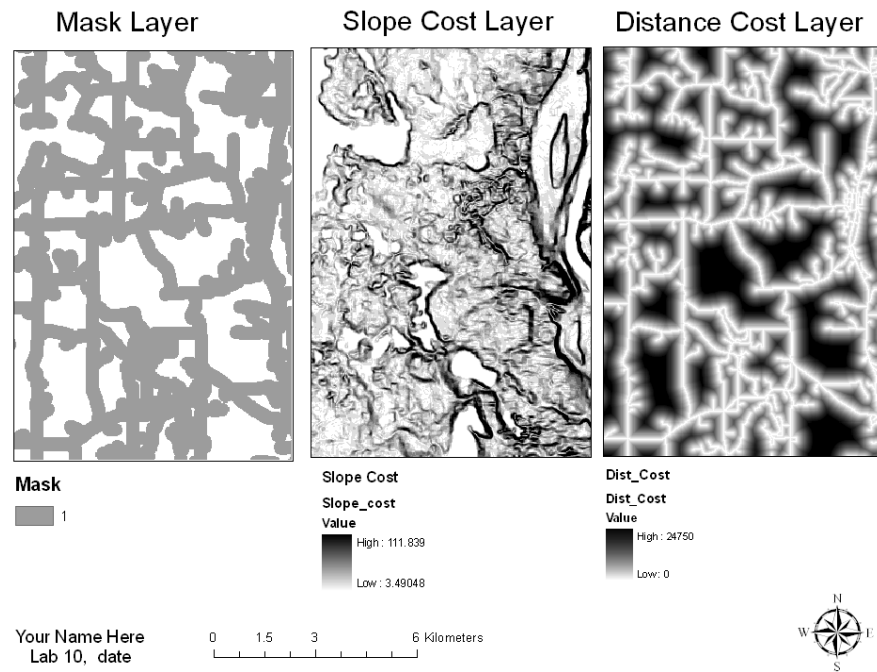 Mask Layer
Slope Cost Layer
Distance Cost Layer
Mask
1
Slope Cost
Slope_cost
Value
High : 111.839
Low : 3.49048
Dist_Cost
Dist_Cost
Value
High : 24750
Low : 0
Your Name Here
Lab 10, date
0 1.5 3 6 Kilometers
N
W E
S